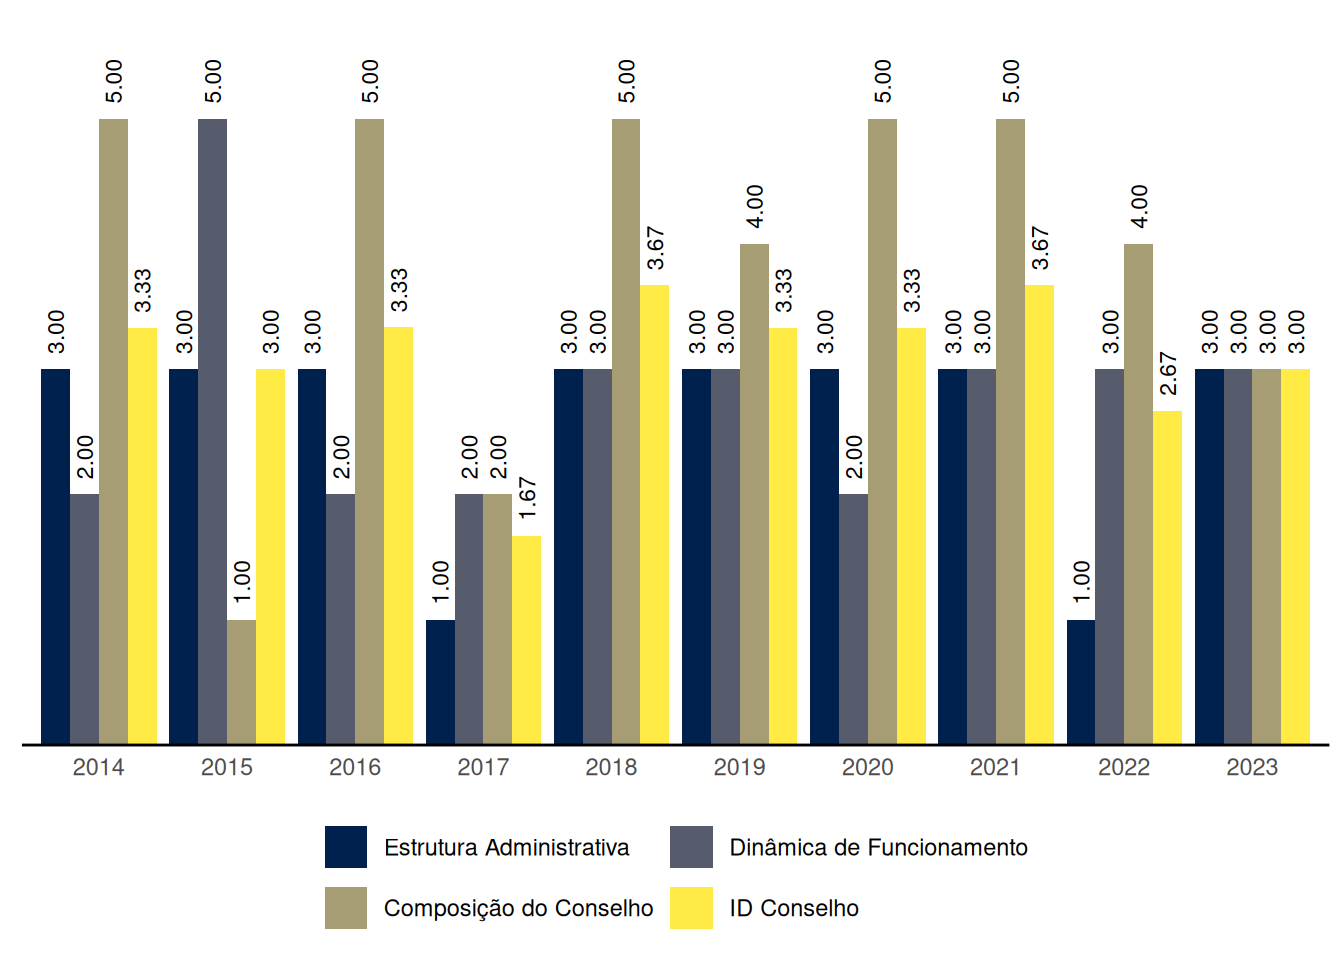 3.00 2.00 5.00 3.33
3.00 5.00 1.00 3.00
3.00 2.00 5.00 3.33
1.00 2.00 2.00 1.67
3.00 3.00 5.00 3.67
3.00 3.00 4.00 3.33
3.00 2.00 5.00 3.33
3.00 3.00 5.00 3.67
1.00 3.00 4.00 2.67
3.00 3.00 3.00 3.00
2014 2015 2016 2017 2018 2019 2020 2021 2022 2023
Estrutura Administrativa Dinâmica de Funcionamento
Composição do Conselho ID Conselho